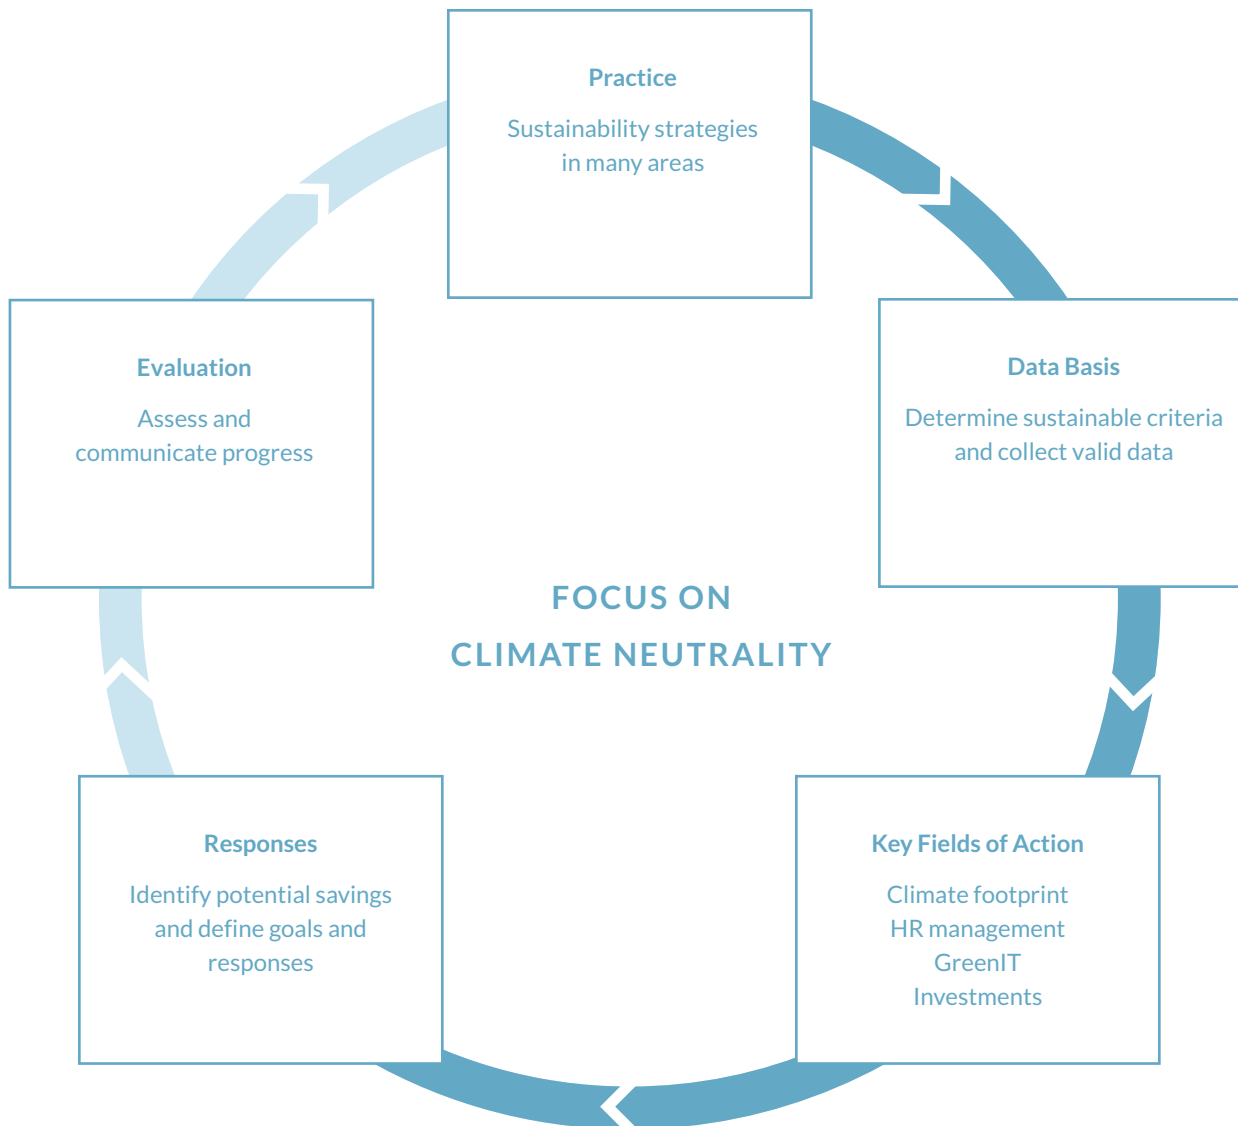 Practice
Sustainability strategies
in many areas
Data Basis
Determine sustainable criteria
and collect valid data
Key Fields of Action
Climate footprint
HR management
GreenIT
Investments
Responses
Identify potential savings
and define goals and
responses
Evaluation
Assess and
communicate progress
FOCUS ON
CLIMATE NEUTRALITY